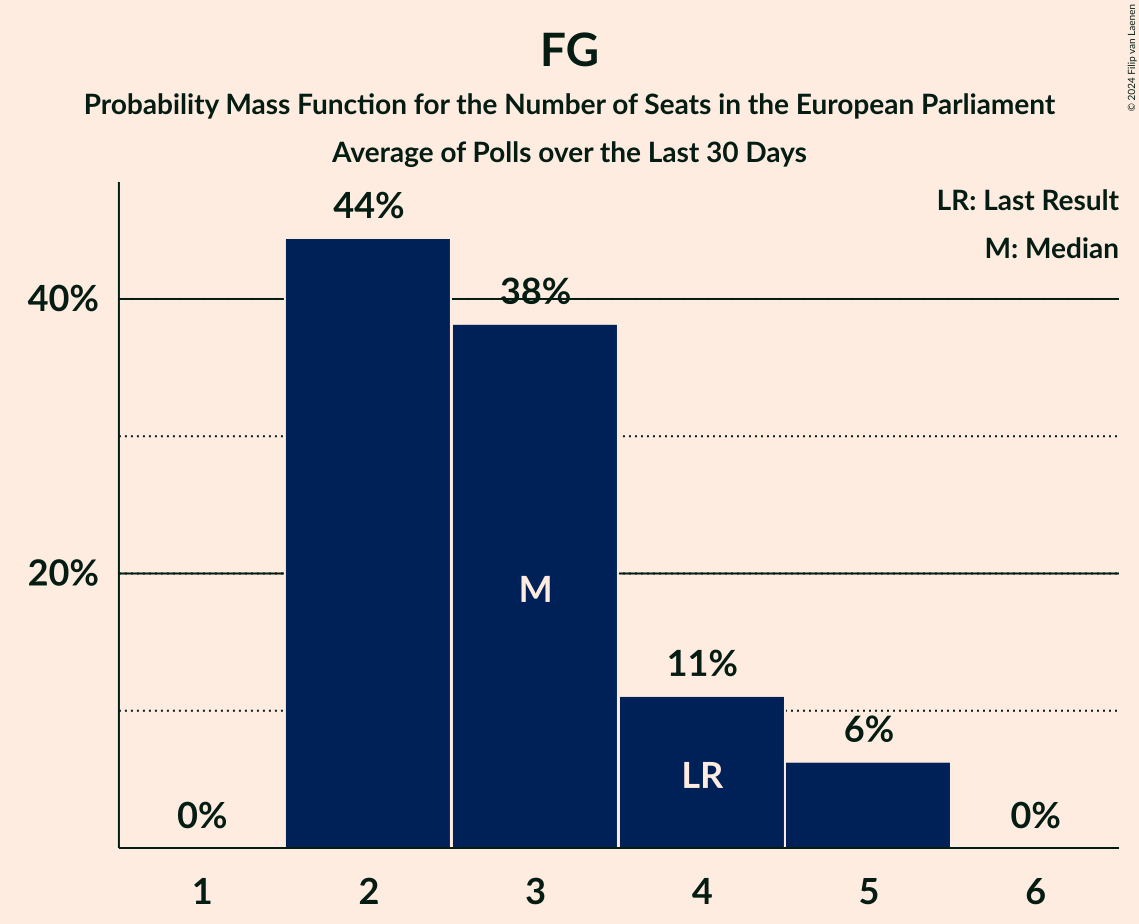 FG
Probability Mass Function for the Number of Seats in the European Parliament
Average of Polls over the Last 30 Days
© 2024 Filip van Laenen
LR: Last Result
M: Median
44%
38%
40%
20%
M
11%
6%
LR
0%
0%
1 2 3 4 5 6